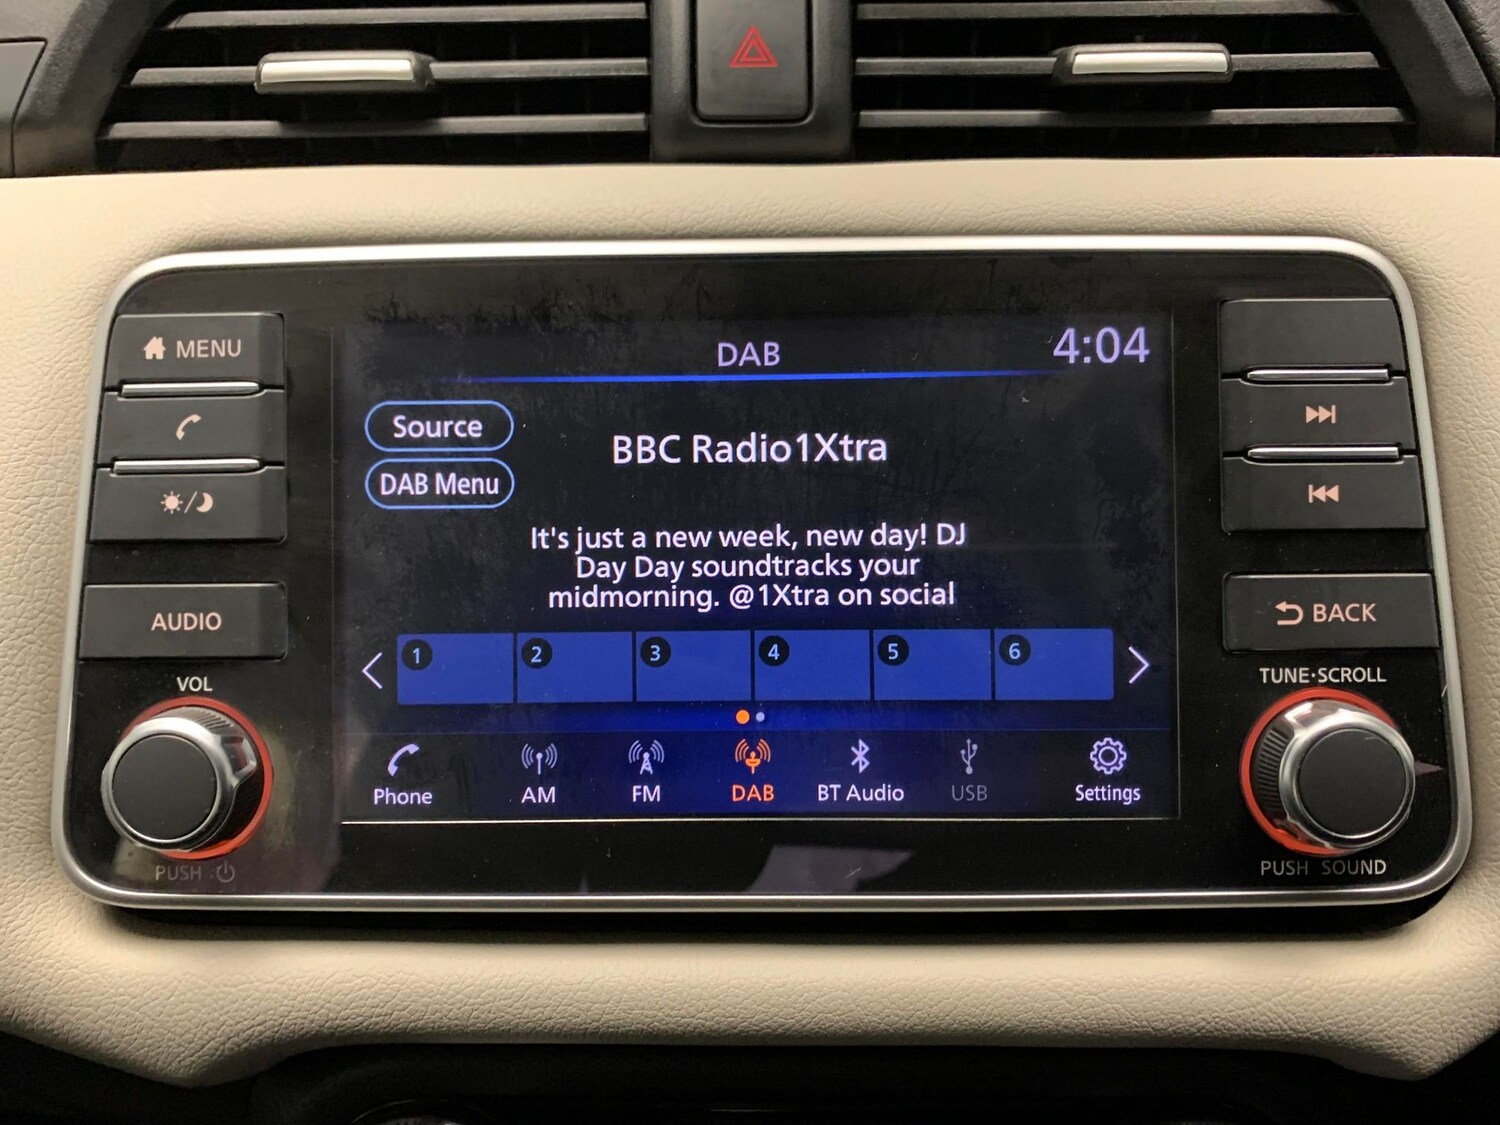 MENU
AUDIO
VOL
PUSH
DAB
4:04
Source
DAB Menu
BBC Radio1Xtra
It's just a new week, new day! DJ
Day Day soundtracks your
midmorning. @1Xtra on social
1 2 3 4 5 6
Phone AM FM DAB BT Audio USB Settings
BACK
TUNE·SCROLL
PUSH SOUND